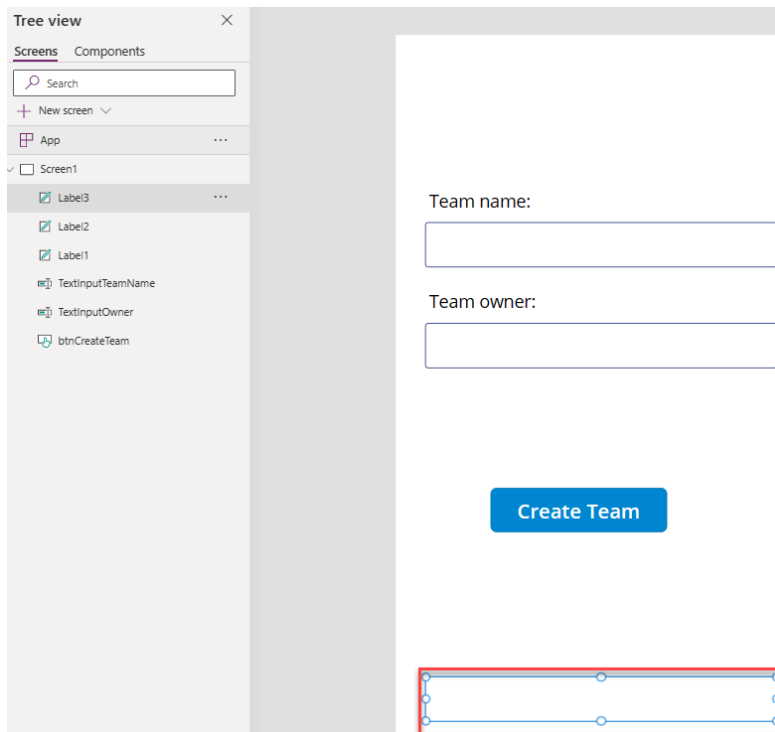 Tree view
Screens Components
Search
New screen
App
Screen1
Label3
Label2
Label1
TextInputTeamName
TextInputOwner
btnCreateTeam
Team name:
Team owner:
Create Team